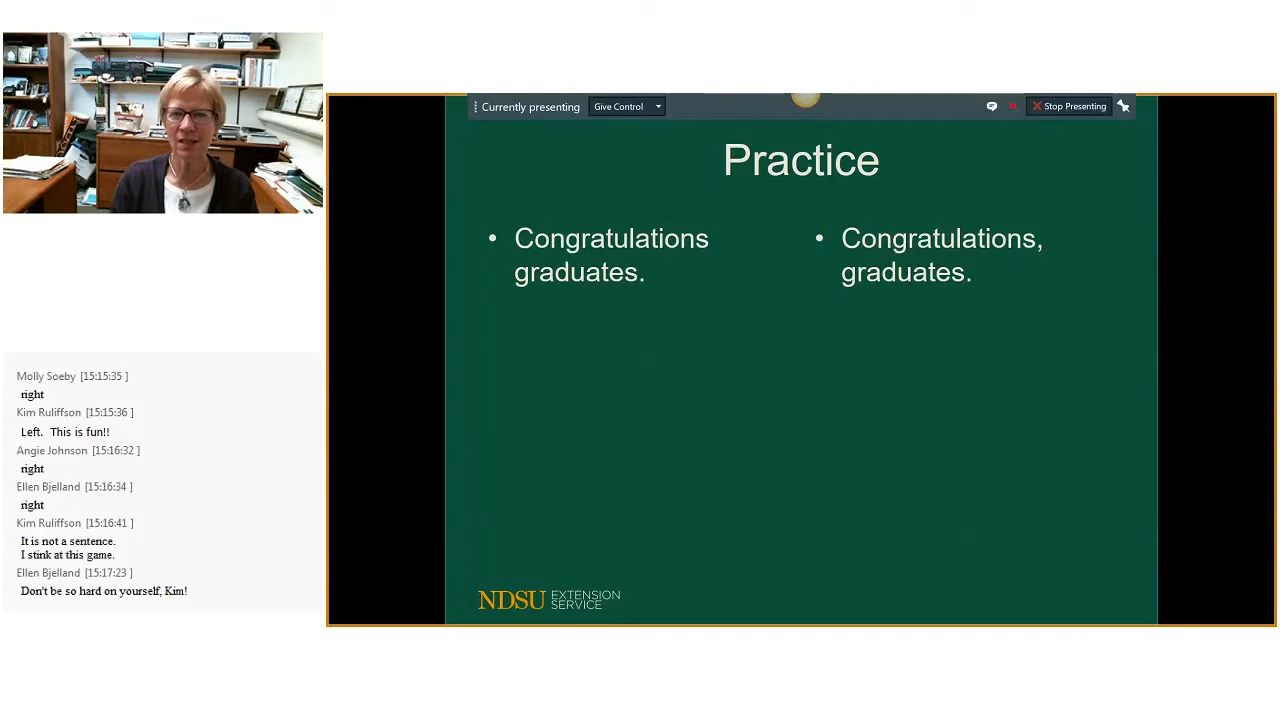 Currently presenting
Give Control
Stop Presenting
Practice
• Congratulations
graduates.
• Congratulations,
graduates.
NDSU EXTENSION
SERVICE
Molly Soeby [15:15:35 ]
right
Kim Ruliffson [15:15:36 ]
Left. This is fun!!
Angie Johnson [15:16:32 ]
right
Ellen Bjelland [15:16:34 ]
right
Kim Ruliffson [15:16:41 ]
It is not a sentence.
I stink at this game.
Ellen Bjelland [15:17:23 ]
Don't be so hard on yourself, Kim!